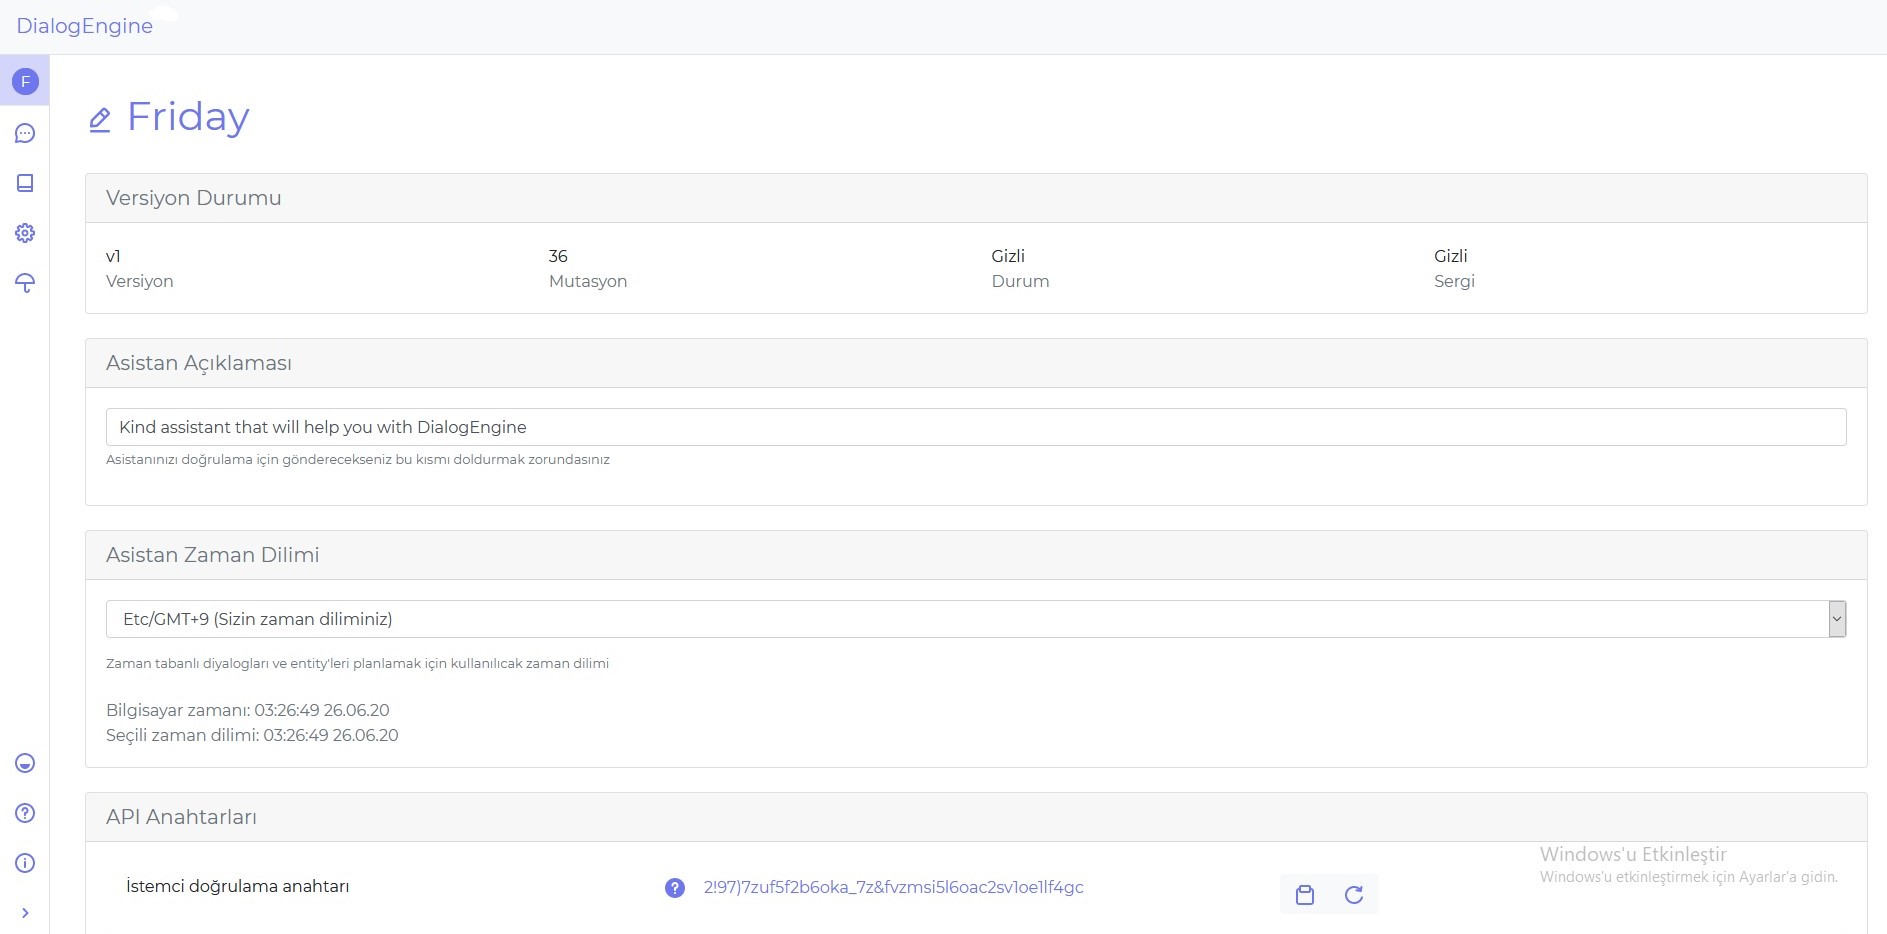 DialogEngine
F
Friday
Versiyon Durumu
v1
Versiyon
36
Mutasyon
Gizli
Durum
Gizli
Sergi
Asistan Açıklaması
Kind assistant that will help you with DialogEngine
Asistanınızı doğrulama için gönderecekseniz bu kısmı doldurmak zorundasınız
Asistan Zaman Dilimi
Etc/GMT+9 (Sizin zaman diliminiz)
Zaman tabanlı diyalogları ve entity'leri planlamak için kullanılıcak zaman dilimi
Bilgisayar zamanı: 03:26:49 26.06.20
Seçili zaman dilimi: 03:26:49 26.06.20
API Anahtarları
İstemci doğrulama anahtarı
2!97)7zuf5f2b6oka_7z&fvzmsi5l6oac2sv1oe1lf4gc
Windows'u Etkinleştir
Windows'u etkinleştirmek için Ayarlar'a gidin.